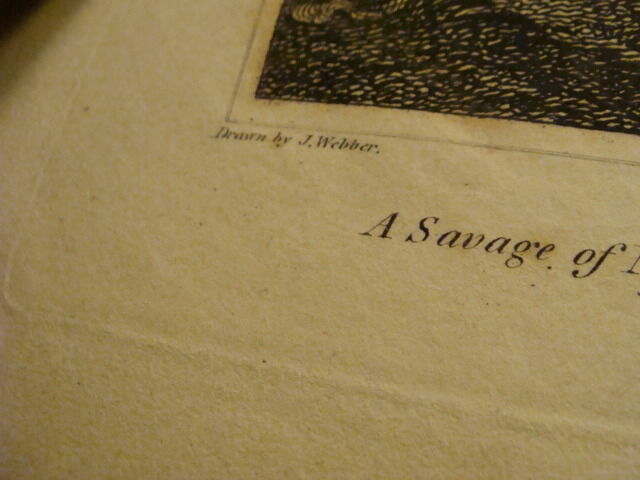 Drawn by J. Webber.
A Savage of